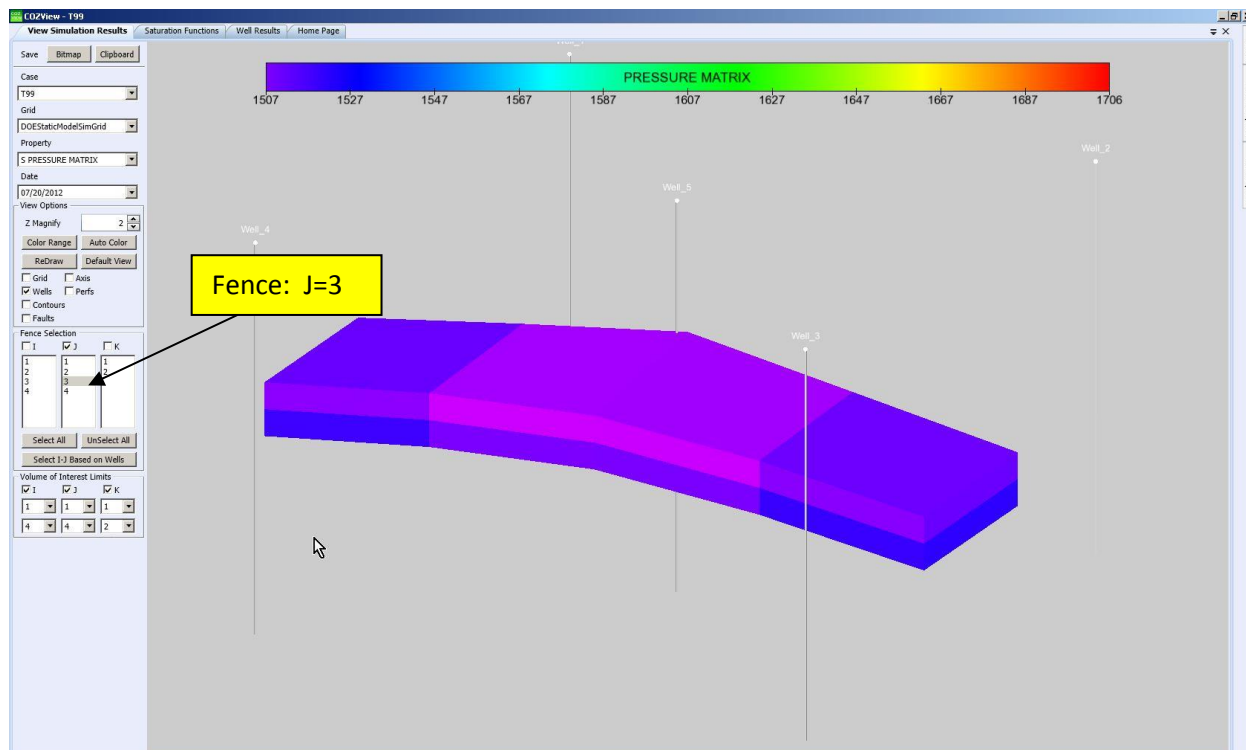 COZView - T99
View Simulation Results Saturation Functions Well Results Home Page
Save Bitmap Clipboard
Case
T99
Grid
DOEStaticModelSimGrid
Property
S PRESSURE MATRIX
Date
07/20/2012
View Options
Z Magnify 2
Color Range Auto Color
ReDraw Default View
Grid Axis
Wells Perfs
Contours
Faults
Fence Selection
I J K
1 1 1
2 2 2
3 3
4 4
Select All UnSelect All
Select I-J Based on Wells
Volume of Interest Limits
I J K
1 1 1
4 4 2
PRESSURE MATRIX
1507 1527 1547 1567 1587 1607 1627 1647 1667 1687 1706
Well_2
Well_5
Well_4
Fence: J=3
Well_3